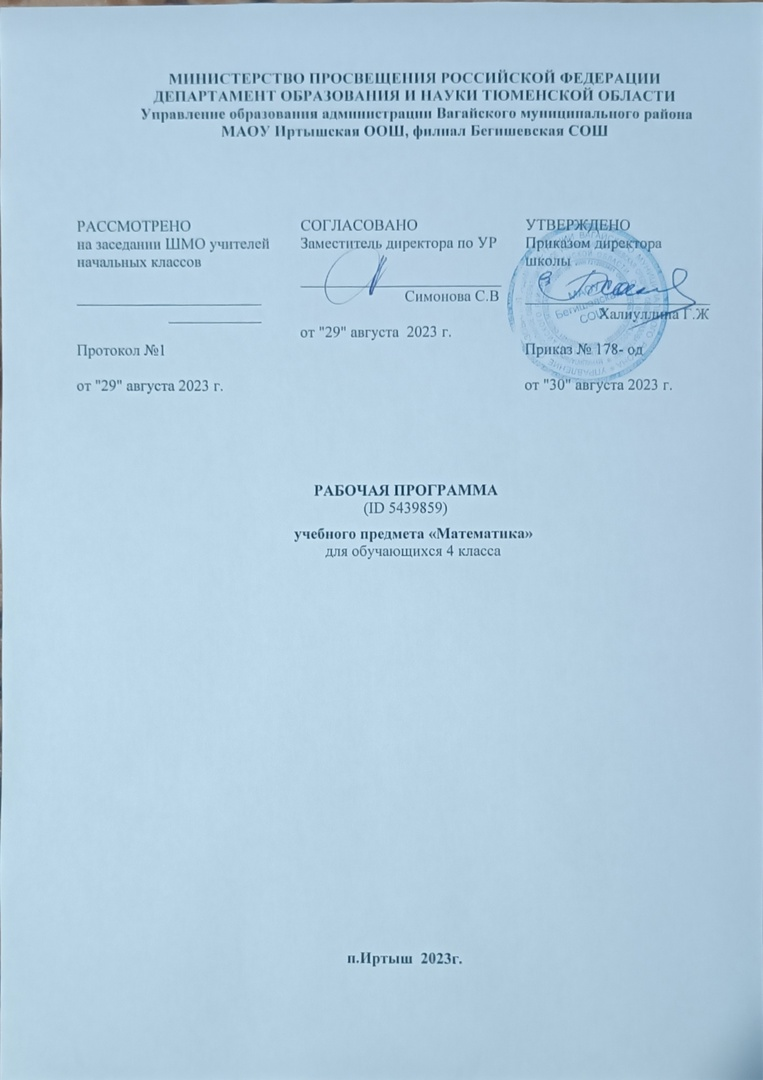 МИНИСТЕРСТВО ПРОСВЕЩЕНИЯ РОССИЙСКОЙ ФЕДЕРАЦИИ
ДЕПАРТАМЕНТ ОБРАЗОВАНИЯ И НАУКИ ТЮМЕНСКОЙ ОБЛАСТИ
Управление образования администрации Вагайского муниципального района
МАОУ Иртышская ООШ, филиал Бегишевская СОШ
РАССМОТРЕНО
на заседании ШМО учителей
начальных классов
Протокол №1
от "29" августа 2023 г.
СОГЛАСОВАНО
Заместитель директора по УР
Симонова С.В
от "29" августа 2023 г.
УТВЕРЖДЕНО
Приказом директора
школы
Халиуллина Г.Ж
Приказ № 178- од
от "30" августа 2023 г.
РАБОЧАЯ ПРОГРАММА
(ID 5439859)
учебного предмета «Математика»
для обучающихся 4 класса
п.Иртыш 2023г.